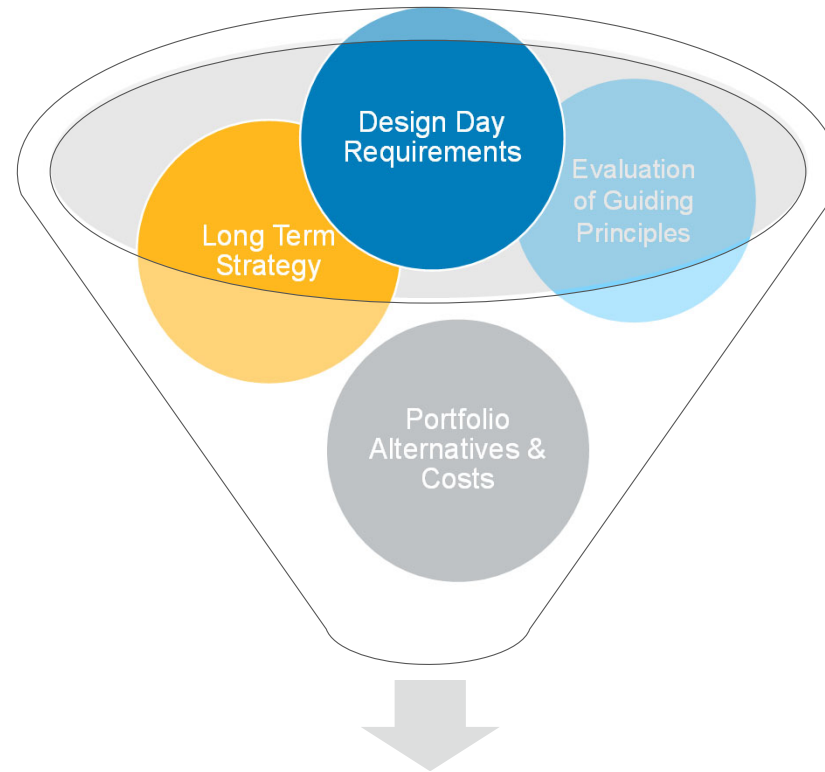 Design Day
Requirements
Evaluation
of Guiding
Principles
Long Term
Strategy
Portfolio
Alternatives &
Costs